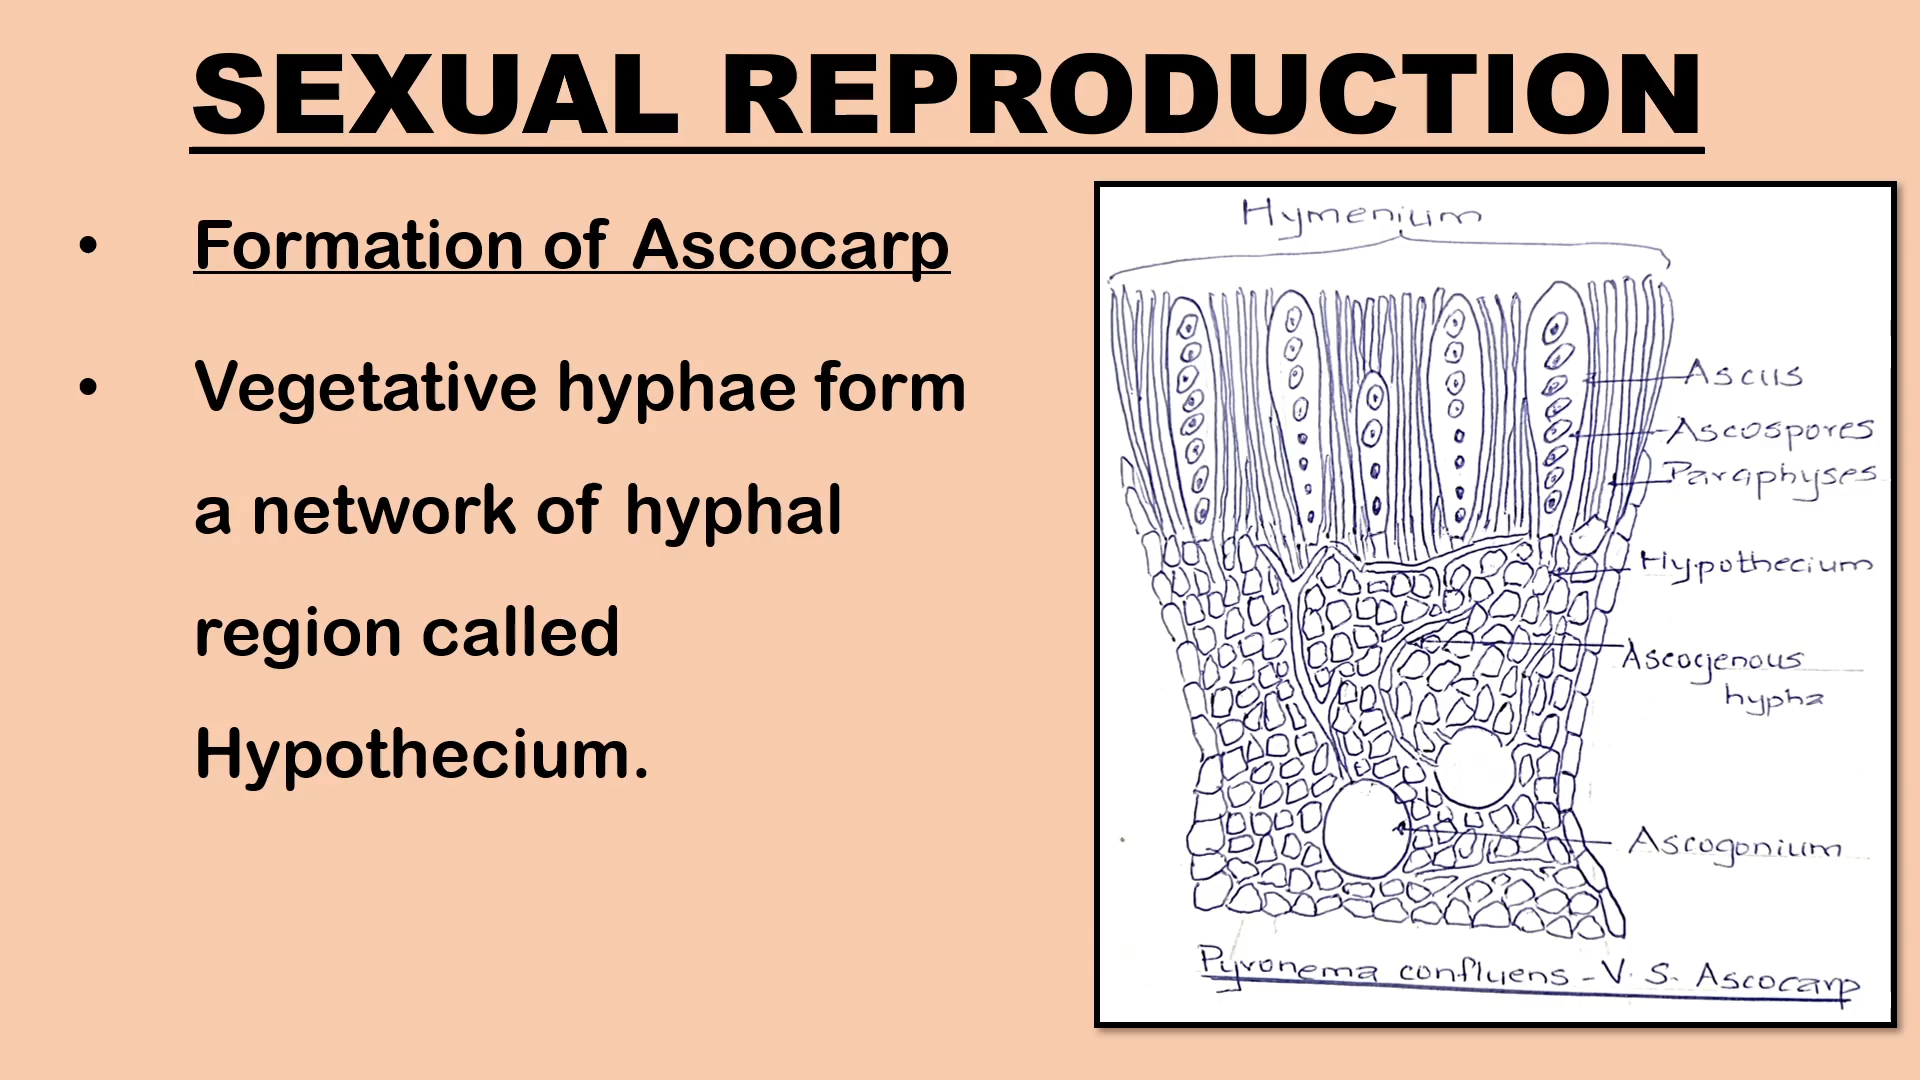 SEXUAL REPRODUCTION
• Formation of Ascocarp
• Vegetative hyphae form
a network of hyphal
region called
Hypothecium.
Hymenium
Ascus
Ascospores
Paraphyses
Hypothecium
Ascogenous
hypha
Ascogonium
Pyronema confluens - V. S. Ascocarp